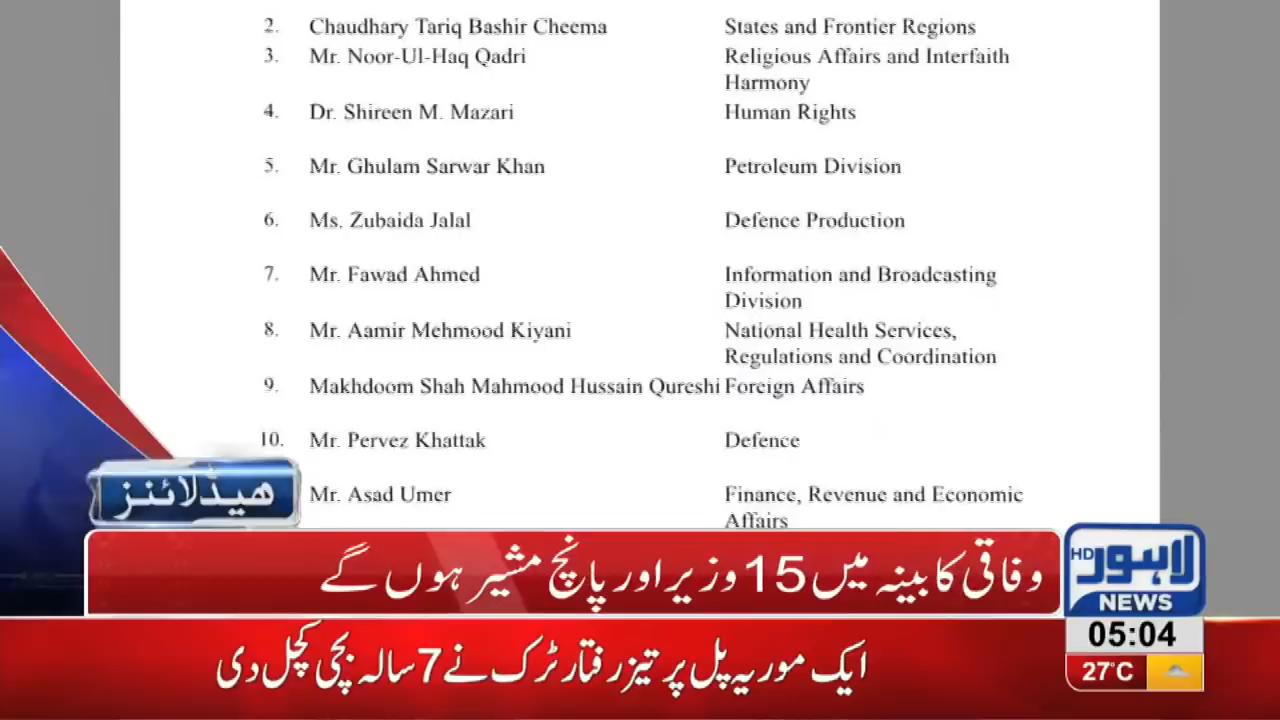 2. Chaudhary Tariq Bashir Cheema States and Frontier Regions
3. Mr. Noor-Ul-Haq Qadri Religious Affairs and Interfaith
Harmony
4. Dr. Shireen M. Mazari Human Rights
5. Mr. Ghulam Sarwar Khan Petroleum Division
6. Ms. Zubaida Jalal Defence Production
7. Mr. Fawad Ahmed Information and Broadcasting
Division
8. Mr. Aamir Mehmood Kiyani National Health Services,
Regulations and Coordination
9. Makhdoom Shah Mahmood Hussain Qureshi Foreign Affairs
10. Mr. Pervez Khattak Defence
Mr. Asad Umer Finance, Revenue and Economic
Affairs
ھیڈلائنز
وفاقی کابینہ میں 15 وزیر اور پانچ مشیر ہوں گے
HD لاہور
NEWS
05:04
ایک موریہ پل پر تیز رفتار ٹرک نے 7 سالہ بچی کچل دی
27°C